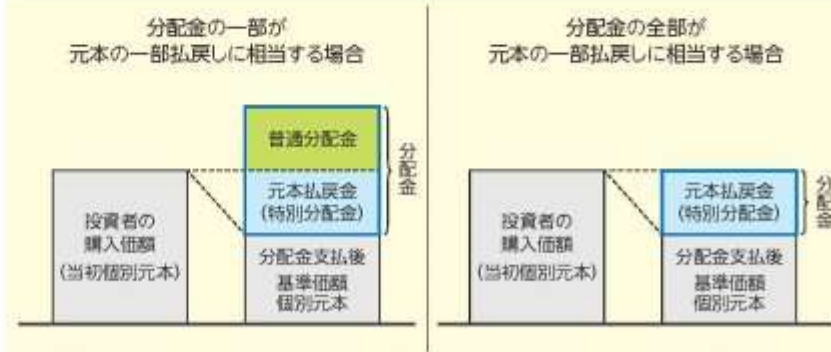 分配金の一部が
元本の一部払戻しに相当する場合
普通分配金
元本払戻金
(特別分配金)
分配金
投資者の
購入価額
(当初個別元本)
分配金支払後
基準価額
個別元本
分配金の全部が
元本の一部払戻しに相当する場合
元本払戻金
(特別分配金)
分配金
投資者の
購入価額
(当初個別元本)
分配金支払後
基準価額
個別元本